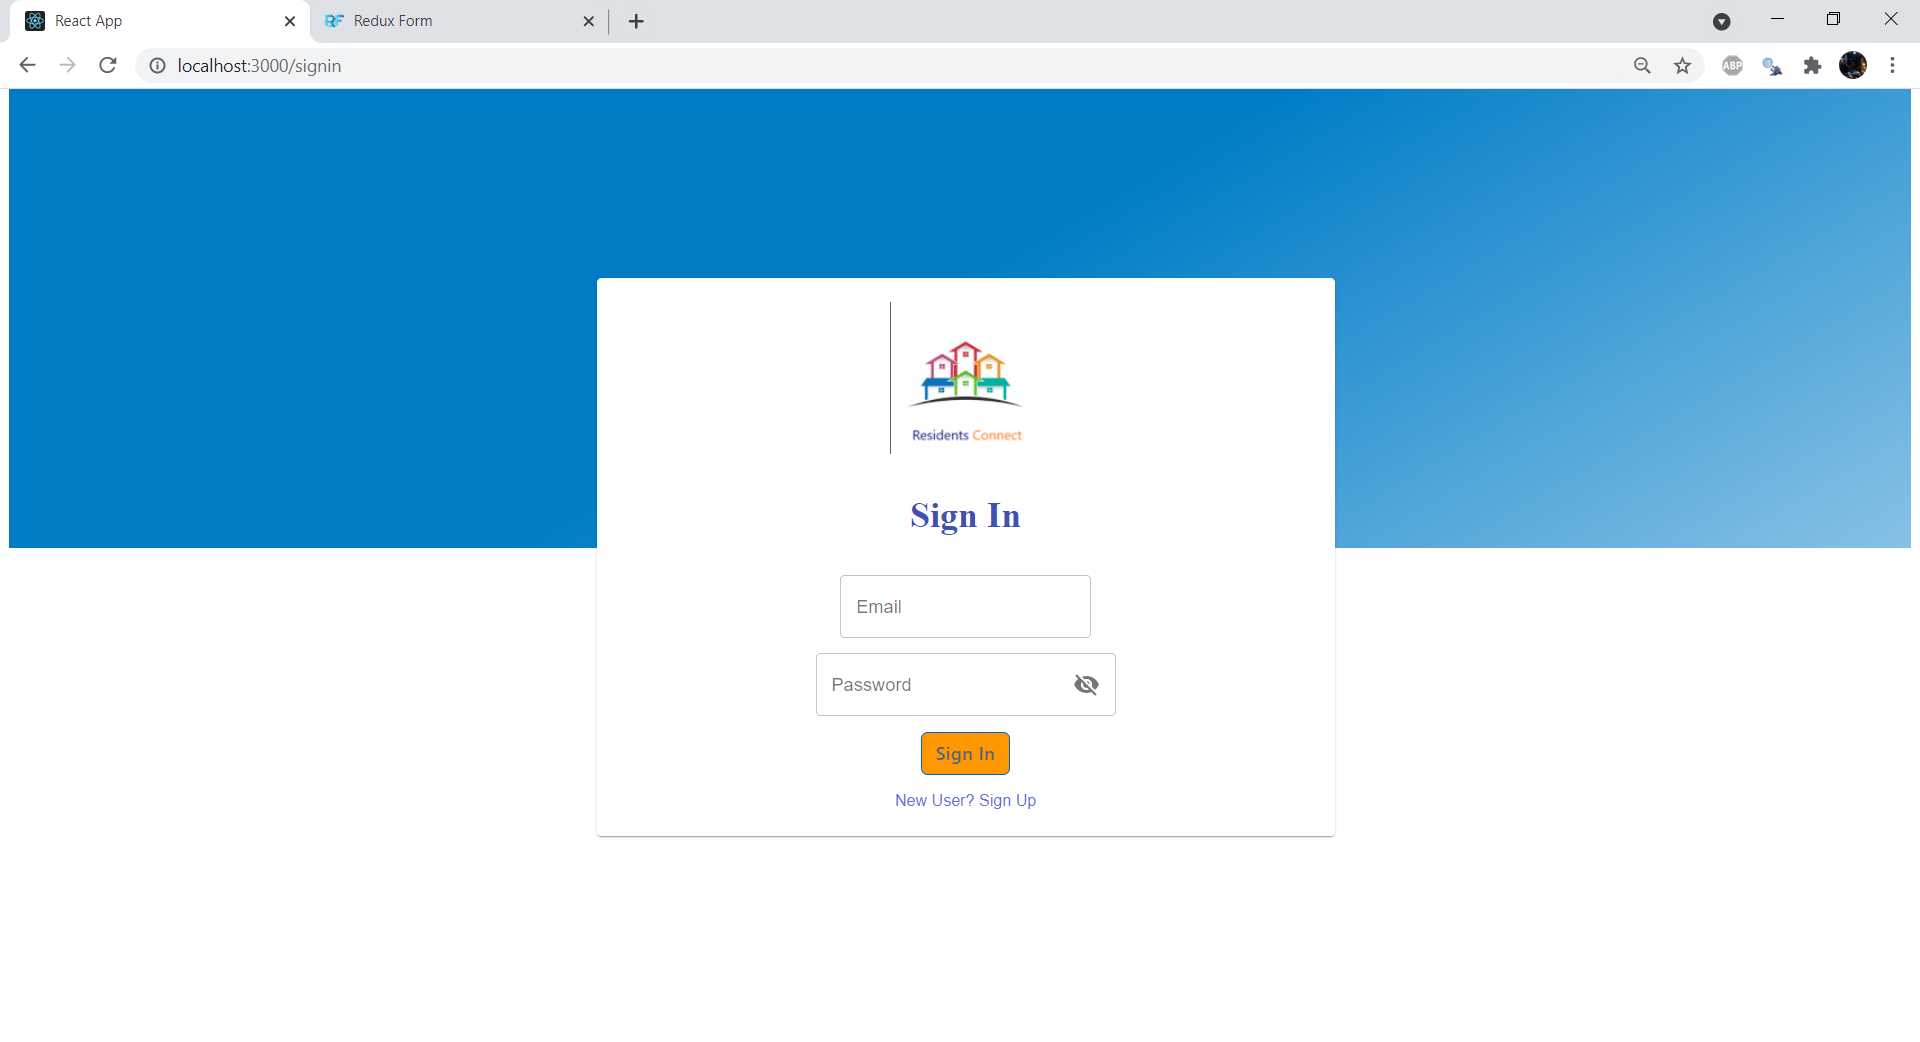 React App
Redux Form
localhost:3000/signin
ABP
Residents Connect
Sign In
Email
Password
Sign In
New User? Sign Up